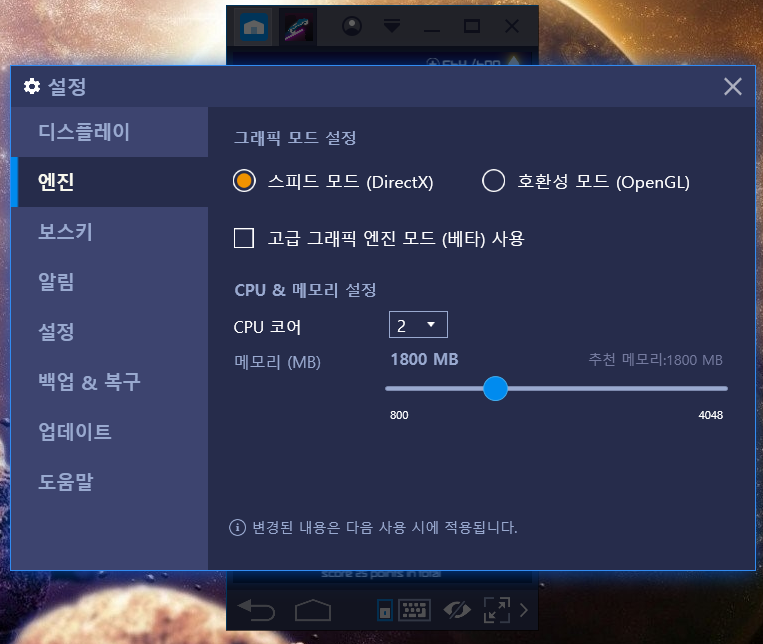 설정
디스플레이
엔진
보스키
알림
설정
백업 & 복구
업데이트
도움말
그래픽 모드 설정
스피드 모드 (DirectX)
호환성 모드 (OpenGL)
고급 그래픽 엔진 모드 (베타) 사용
CPU & 메모리 설정
CPU 코어
2
메모리 (MB)
1800 MB
추천 메모리:1800 MB
800
4048
변경된 내용은 다음 사용 시에 적용됩니다.
score as points in total